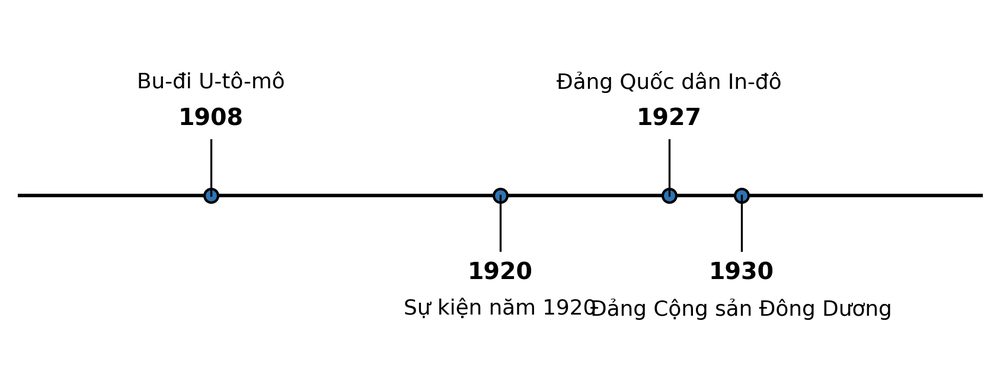 Bu-đi U-tô-mô
1908
Đảng Quốc dân In-đô
1927
1920
Sự kiện năm 1920
1930
Đảng Cộng sản Đông Dương